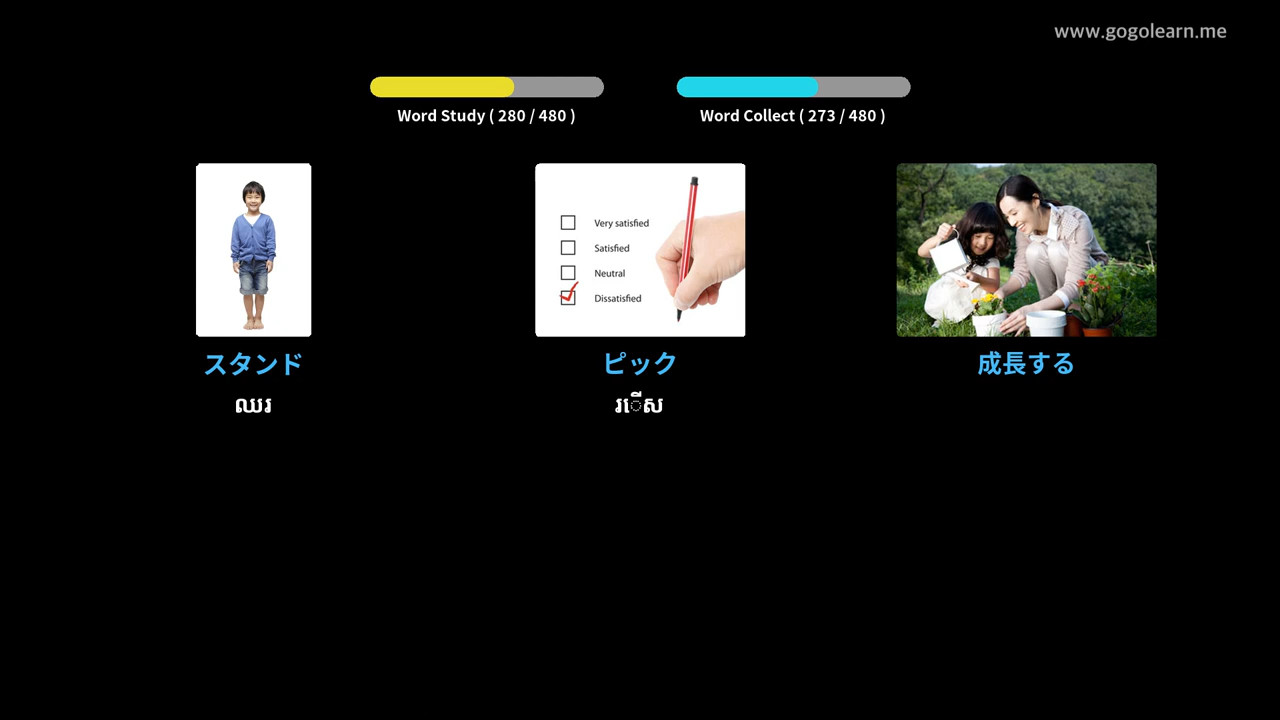 www.gogolearn.me
Word Study ( 280 / 480 )
Word Collect ( 273 / 480 )
Very satisfied
Satisfied
Neutral
Dissatisfied
スタンド
ピック
成長する
ឈរ
រើស